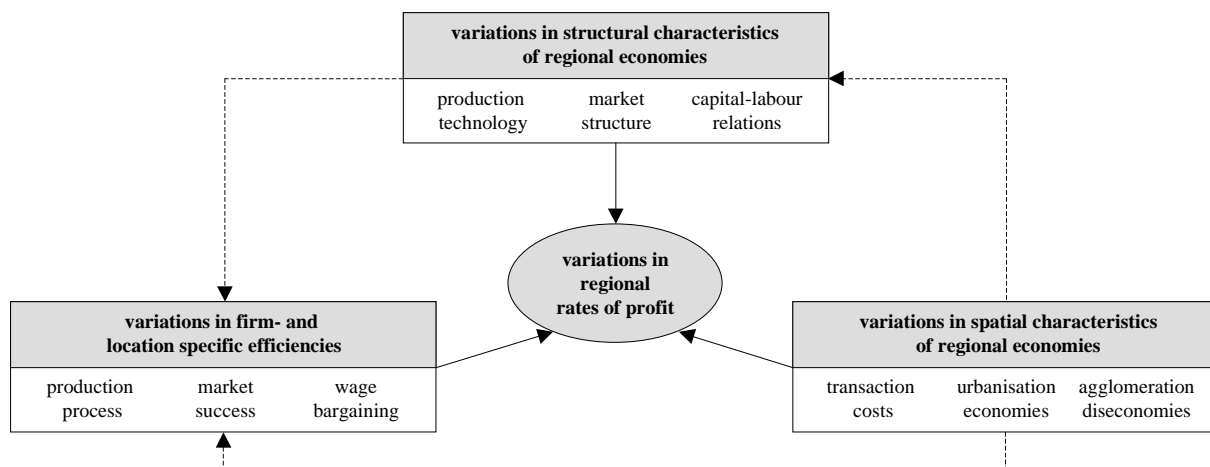 variations in structural characteristics
of regional economies
production market capital-labour
technology structure relations
variations in
regional
rates of profit
variations in firm- and
location specific efficiencies
production market wage
process success bargaining
variations in spatial characteristics
of regional economies
transaction urbanisation agglomeration
costs economies diseconomies